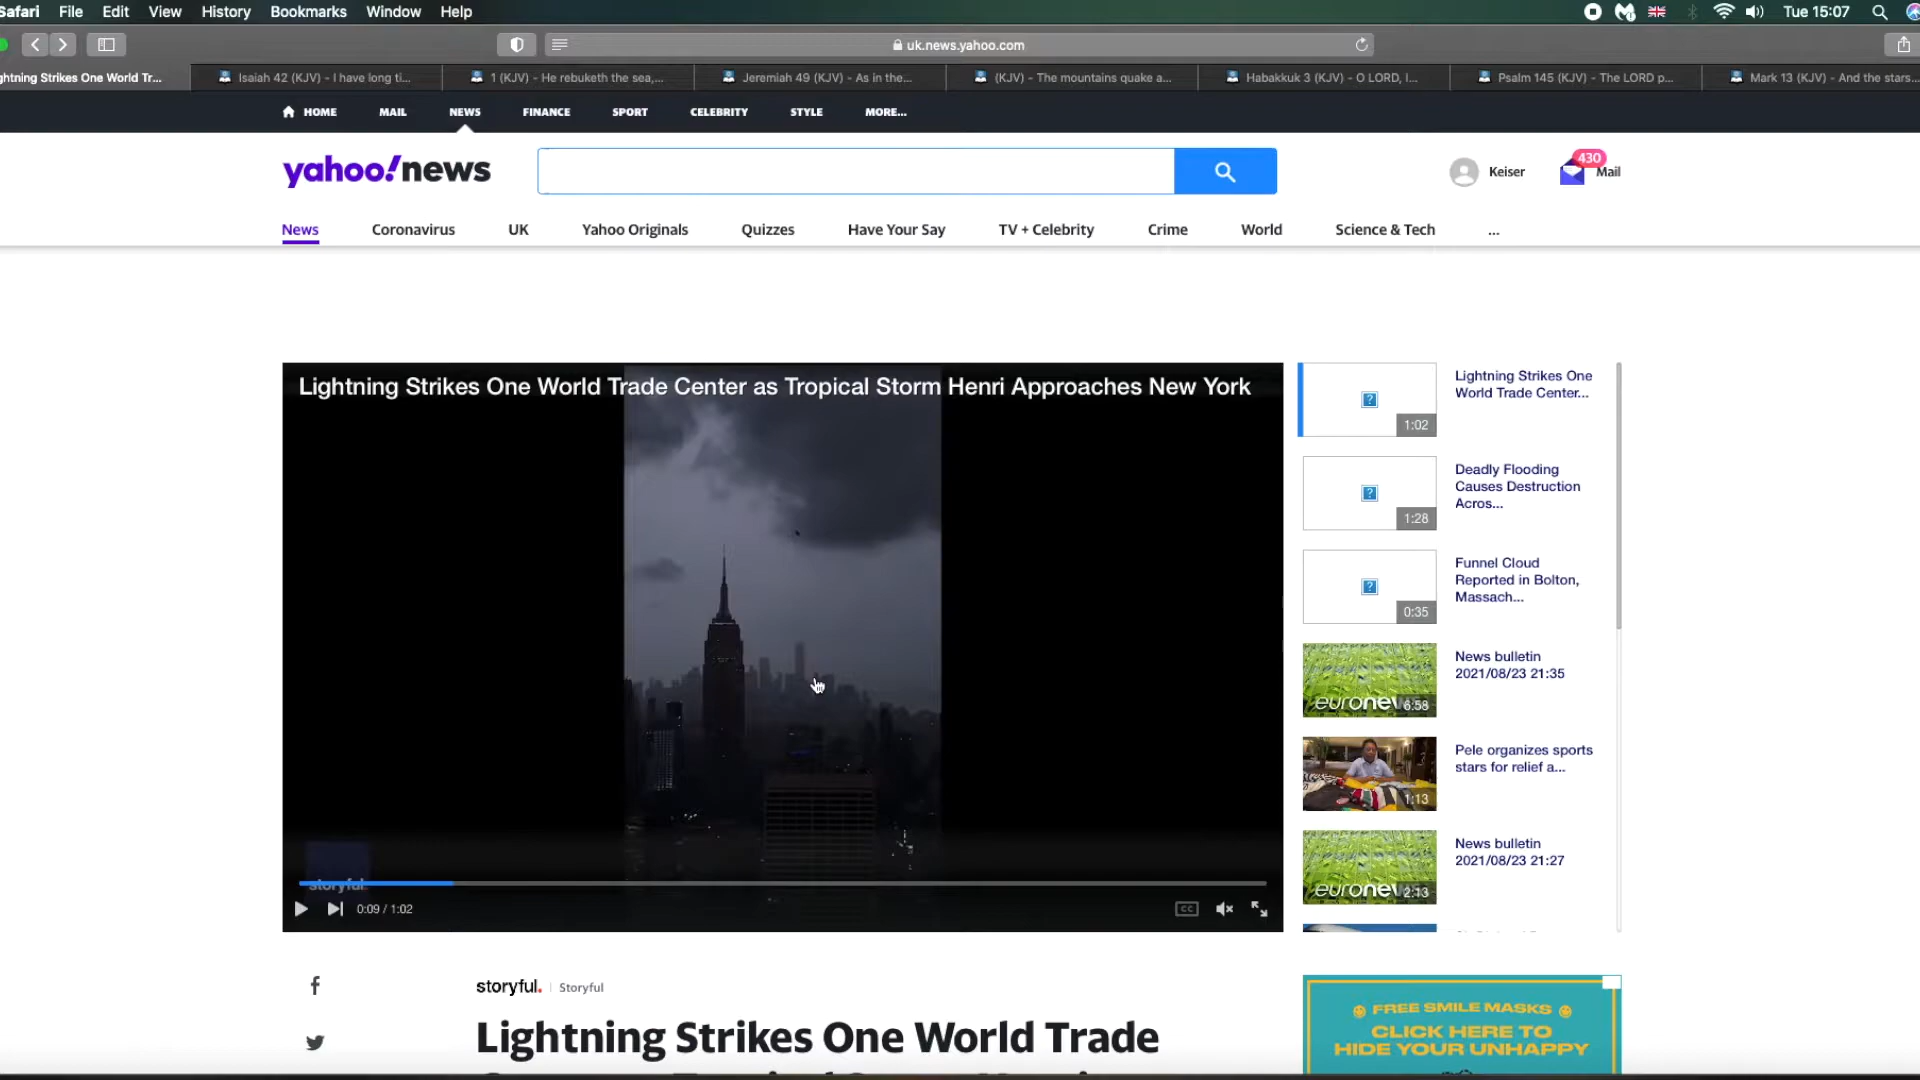 Safari File Edit View History Bookmarks Window Help Tue 15:07
uk.news.yahoo.com
ghtning Strikes One World Tr... Isaiah 42 (KJV) - I have long ti... 1 (KJV) - He rebuketh the sea,... Jeremiah 49 (KJV) - As in the... (KJV) - The mountains quake a... Habakkuk 3 (KJV) - O LORD, I... Psalm 145 (KJV) - The LORD p... Mark 13 (KJV) - And the stars...
HOME MAIL NEWS FINANCE SPORT CELEBRITY STYLE MORE...
yahoo!news
Keiser
430
Mail
News Coronavirus UK Yahoo Originals Quizzes Have Your Say TV + Celebrity Crime World Science & Tech ...
Lightning Strikes One World Trade Center as Tropical Storm Henri Approaches New York
storyful.
0:09 / 1:02
CC
Lightning Strikes One
World Trade Center...
1:02
Deadly Flooding
Causes Destruction
Acros...
1:28
Funnel Cloud
Reported in Bolton,
Massach...
0:35
News bulletin
2021/08/23 21:35
euronew
6:58
Pele organizes sports
stars for relief a...
1:13
News bulletin
2021/08/23 21:27
euronew
2:13
storyful. | Storyful
Lightning Strikes One World Trade
FREE SMILE MASKS
CLICK HERE TO
HIDE YOUR UNHAPPY